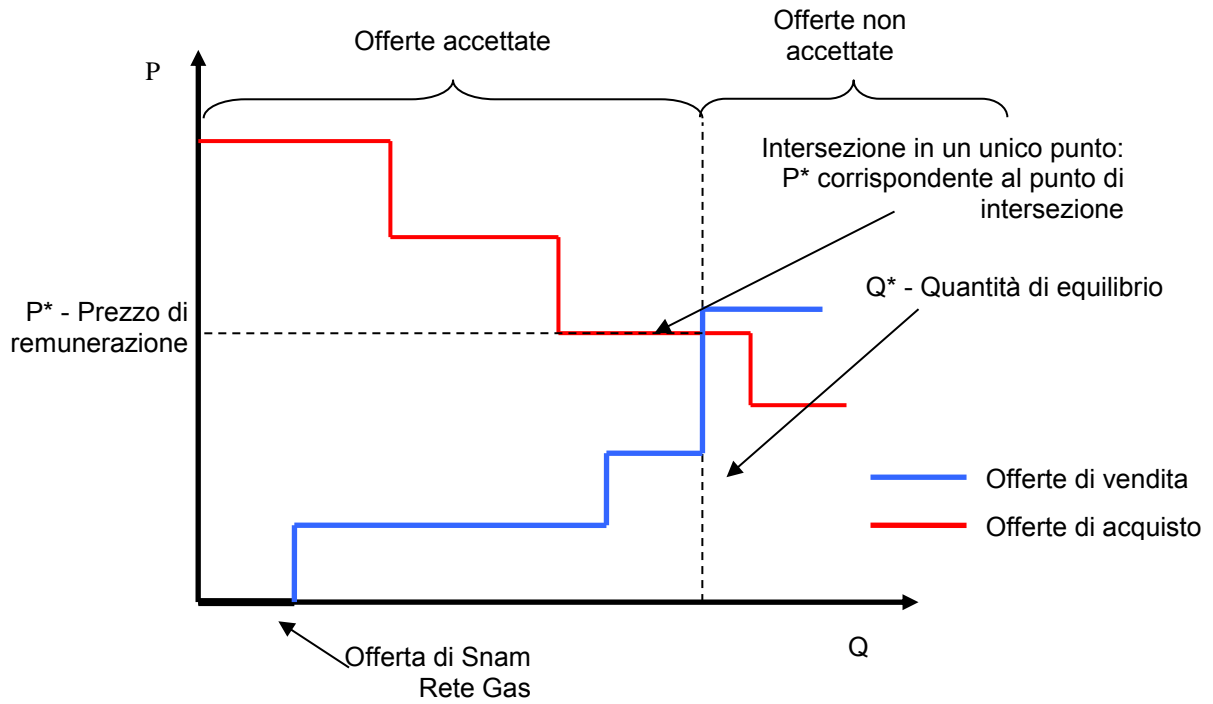 Offerte accettate
Offerte non
accettate
P
Intersezione in un unico punto:
P* corrispondente al punto di
intersezione
Q* - Quantità di equilibrio
P* - Prezzo di
remunerazione
Offerte di vendita
Offerte di acquisto
Q
Offerta di Snam
Rete Gas